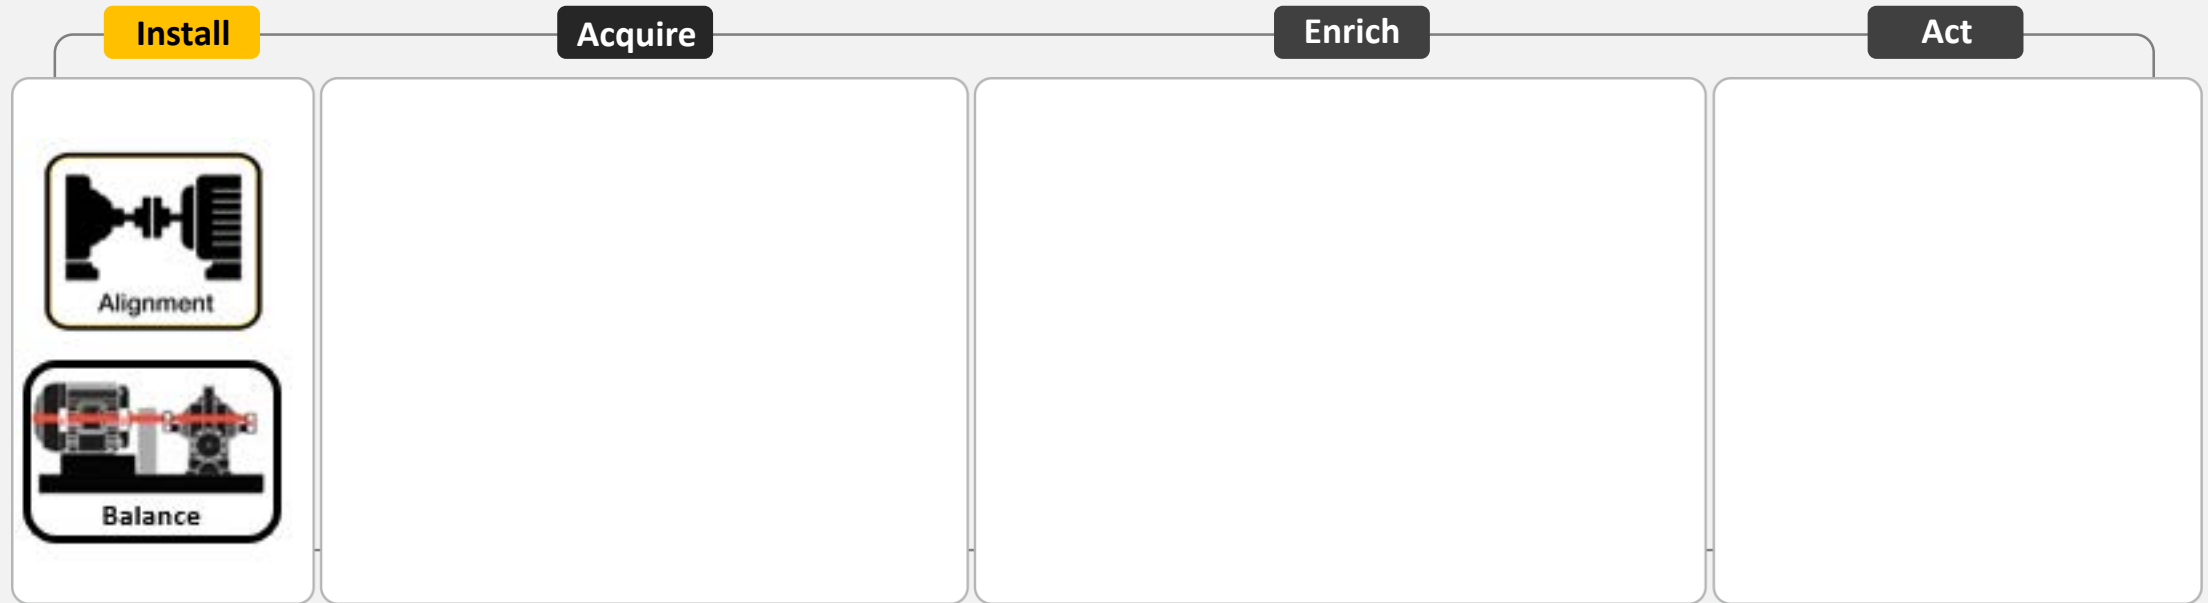 Install
Acquire
Enrich
Act
Alignment
Balance